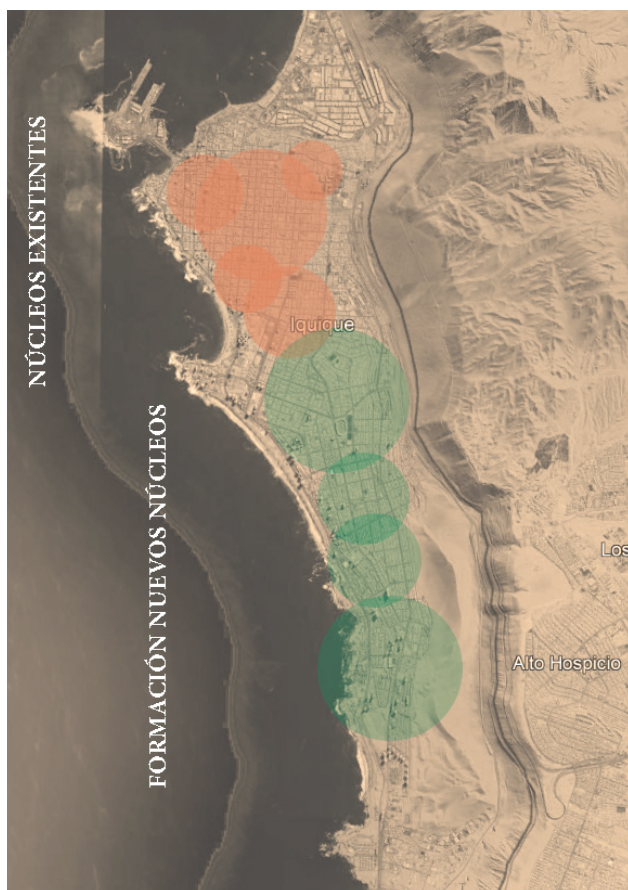 NÚCLEOS EXISTENTES
FORMACIÓN NUEVOS NÚCLEOS
Iquique
Los
Alto Hospicio